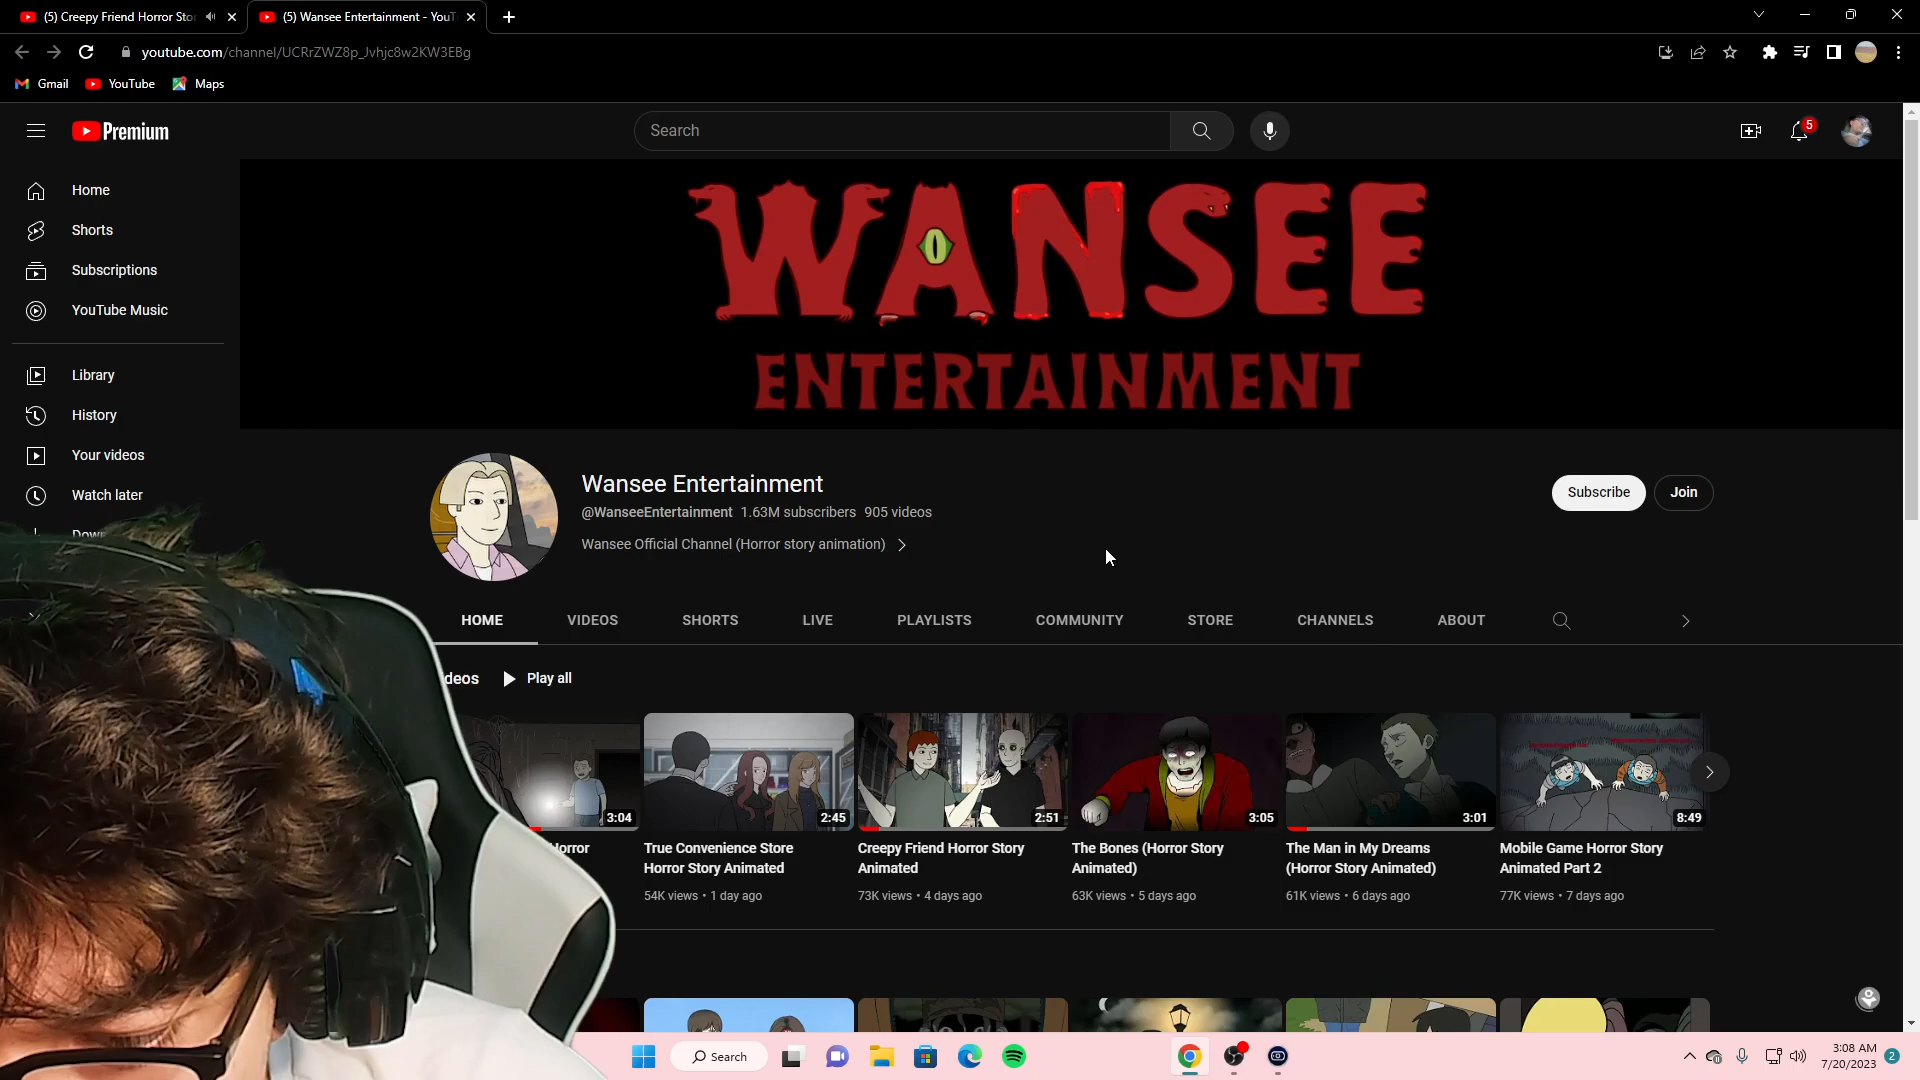 (5) Creepy Friend Horror Sto
(5) Wansee Entertainment - YouT
youtube.com/channel/UCRrZWZ8p_Jvhjc8w2KW3EBg
Gmail
YouTube
Maps
Premium
Search
5
Home
Shorts
Subscriptions
YouTube Music
Library
History
Your videos
Watch later
WANSEE
ENTERTAINMENT
Wansee Entertainment
@WanseeEntertainment 1.63M subscribers 905 videos
Wansee Official Channel (Horror story animation)
Subscribe
Join
HOME
VIDEOS
SHORTS
LIVE
PLAYLISTS
COMMUNITY
STORE
CHANNELS
ABOUT
deos
Play all
3:04
2:45
2:51
3:05
3:01
8:49
Horror
True Convenience Store
Horror Story Animated
54K views • 1 day ago
Creepy Friend Horror Story
Animated
73K views • 4 days ago
The Bones (Horror Story
Animated)
63K views • 5 days ago
The Man in My Dreams
(Horror Story Animated)
61K views • 6 days ago
Mobile Game Horror Story
Animated Part 2
77K views • 7 days ago
Search
3:08 AM
7/20/2023
2